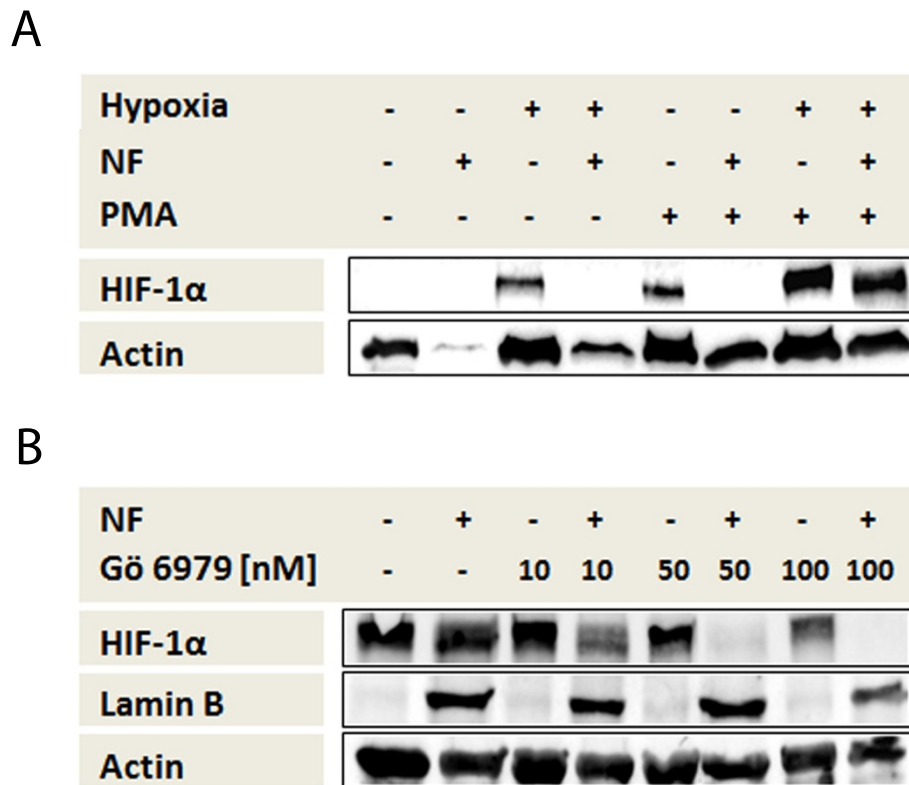 A
Hypoxia - - + + - - + +
NF - + - + - + - +
PMA - - - - + + + +
HIF-1α
Actin
B
NF - + - + - + - +
Gö 6979 [nM] - - 10 10 50 50 100 100
HIF-1α
Lamin B
Actin